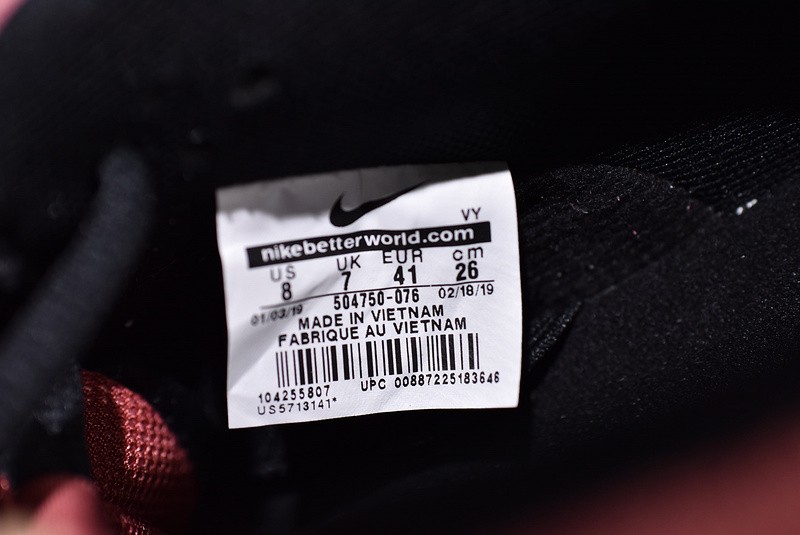 VY
nikebetterworld.com
US UK EUR cm
8 7 41 26
504750-076
01/03/19 02/18/19
MADE IN VIETNAM
FABRIQUE AU VIETNAM
104255807 UPC 00887225183646
US5713141*